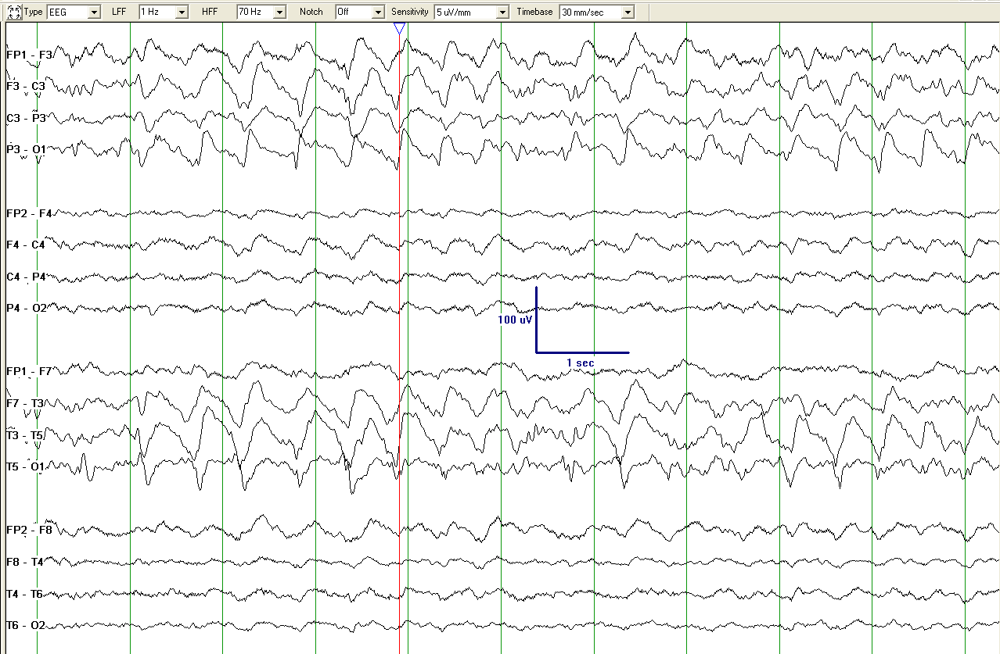 Type EEG LFF 1 Hz HFF 70 Hz Notch Off Sensitivity 5 uV/mm Timebase 30 mm/sec
FP1 - F3
F3 - C3
C3 - P3
P3 - O1
FP2 - F4
F4 - C4
C4 - P4
P4 - O2
100 uV
1 sec
FP1 - F7
F7 - T3
T3 - T5
T5 - O1
FP2 - F8
F8 - T4
T4 - T6
T6 - O2